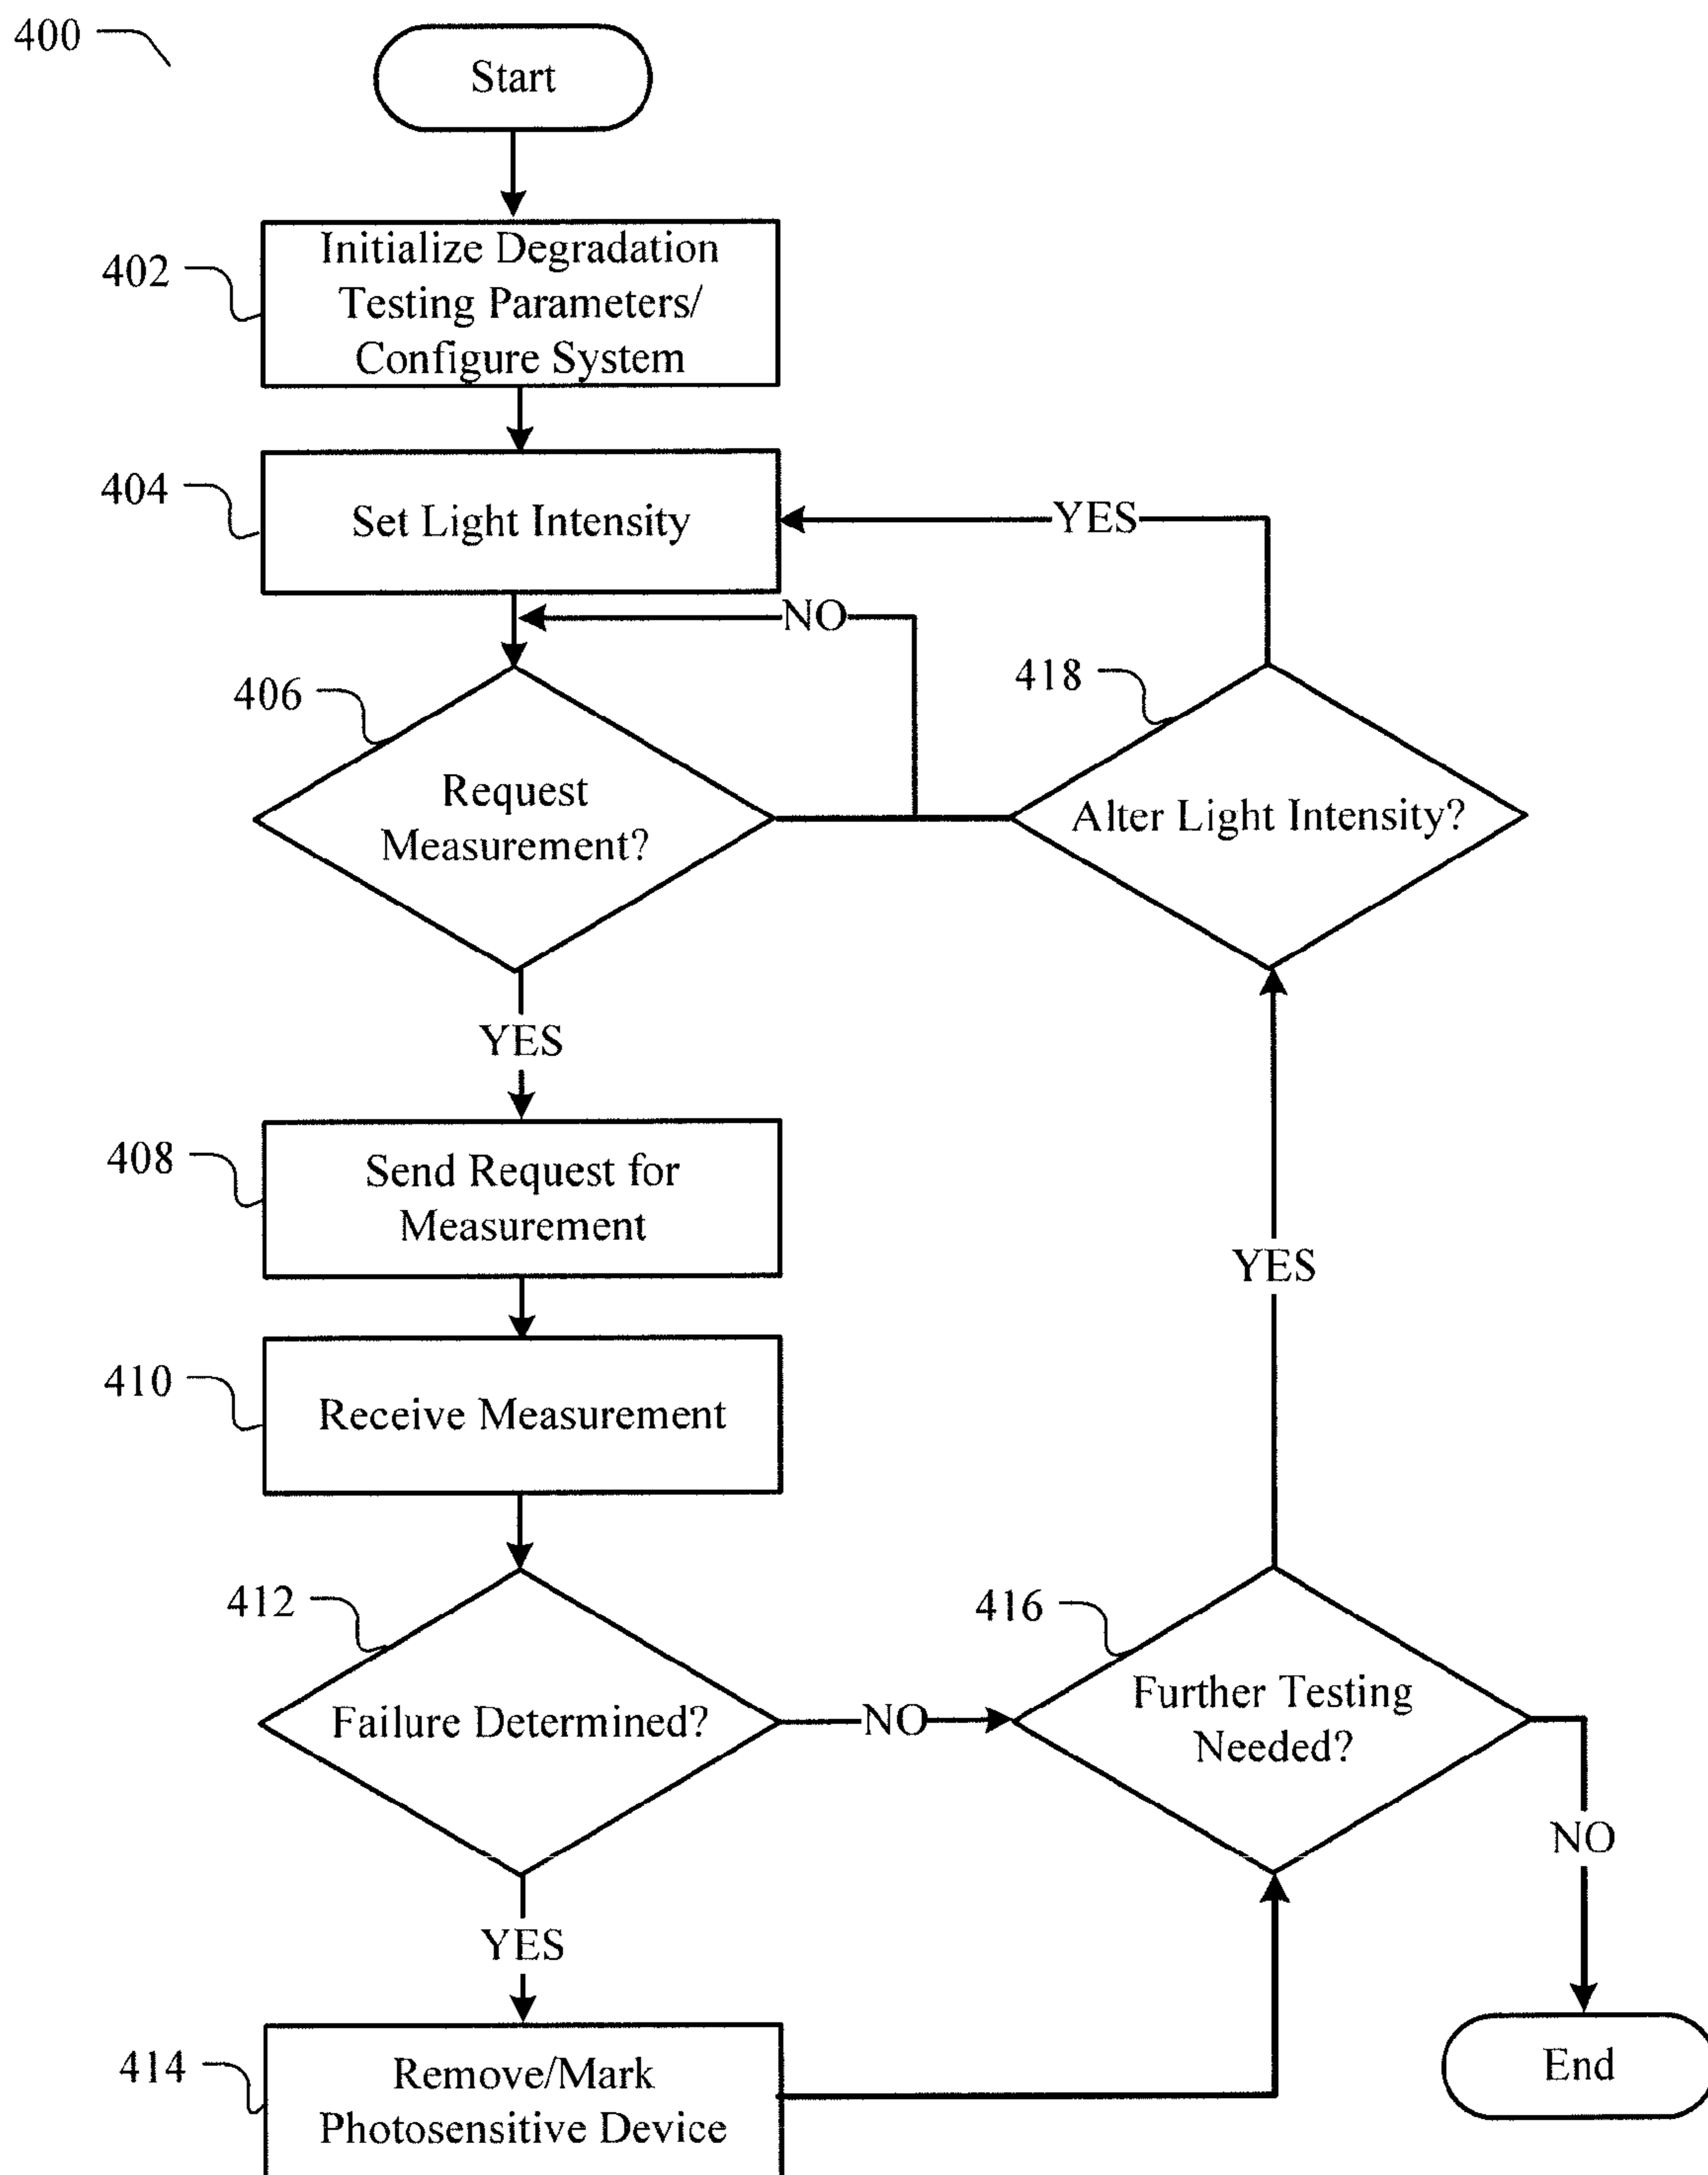 400
Start
402
Initialize Degradation
Testing Parameters/
Configure System
404
Set Light Intensity
YES
NO
406
Request
Measurement?
418
Alter Light Intensity?
YES
408
Send Request for
Measurement
YES
410
Receive Measurement
412
Failure Determined?
NO
416
Further Testing
Needed?
NO
YES
414
Remove/Mark
Photosensitive Device
End